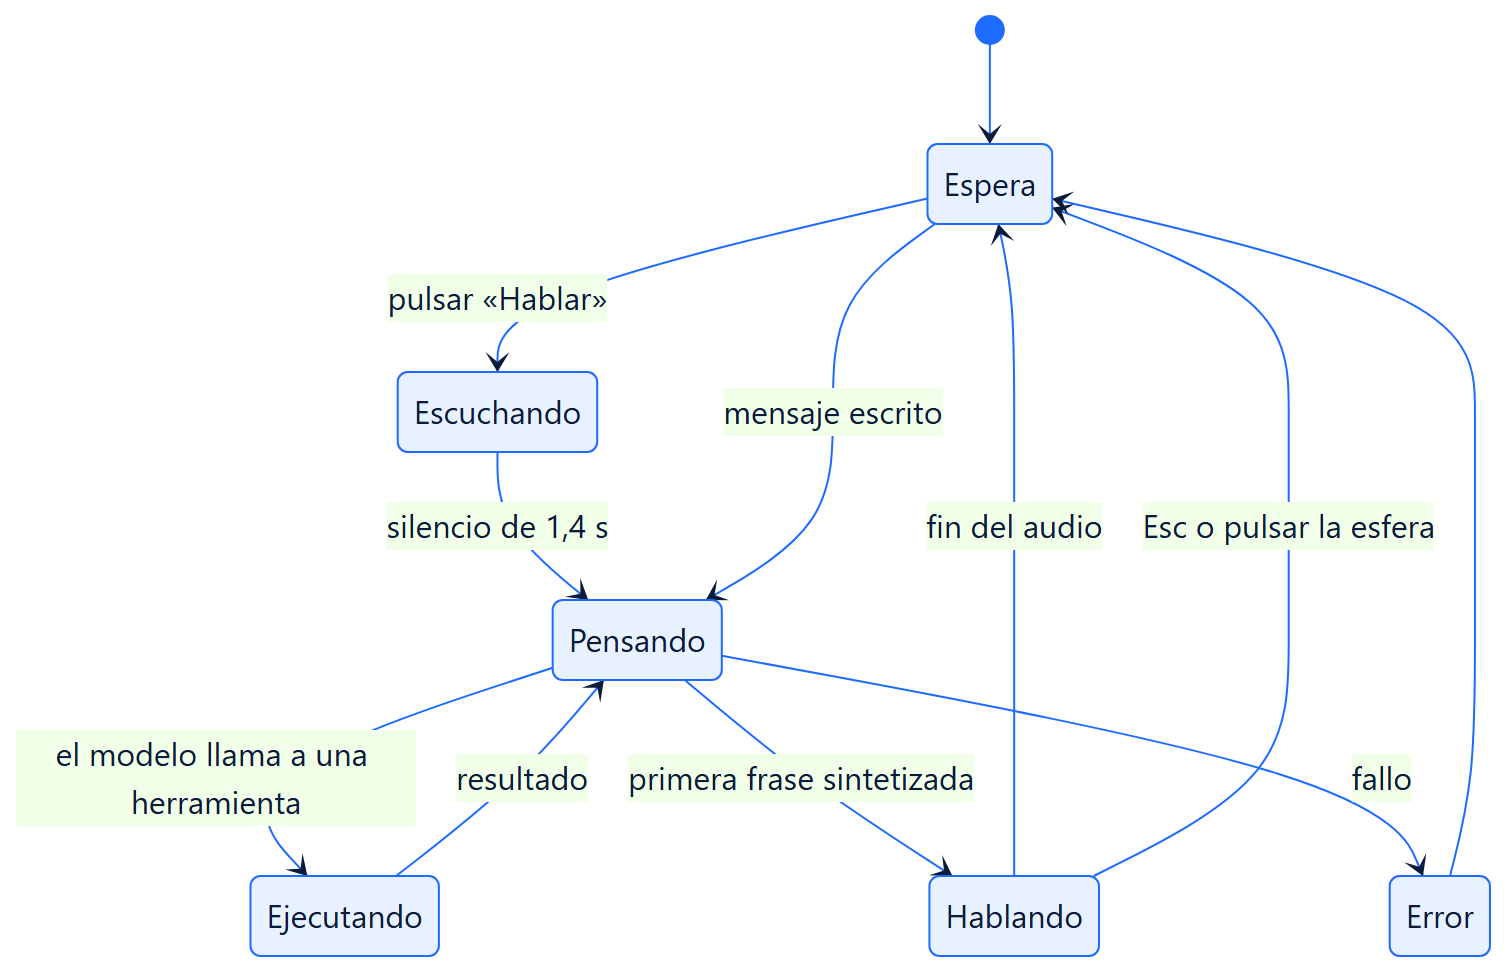 Espera
pulsar «Hablar»
Escuchando
mensaje escrito
silencio de 1,4 s
fin del audio
Esc o pulsar la esfera
Pensando
el modelo llama a una
herramienta
resultado
primera frase sintetizada
fallo
Ejecutando
Hablando
Error